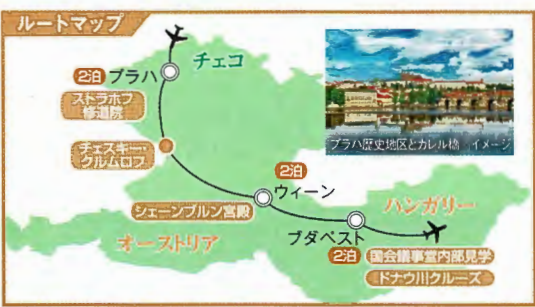 ルートマップ
チェコ
2泊 プラハ
ストラホフ
修道院
プラハ歴史地区とカレル橋 イメージ
チェスキー・
クルムロフ
2泊
ウィーン
シェーンブルン宮殿
ハンガリー
オーストリア
ブダペスト
2泊 国会議事堂内部見学
ドナウ川クルーズ